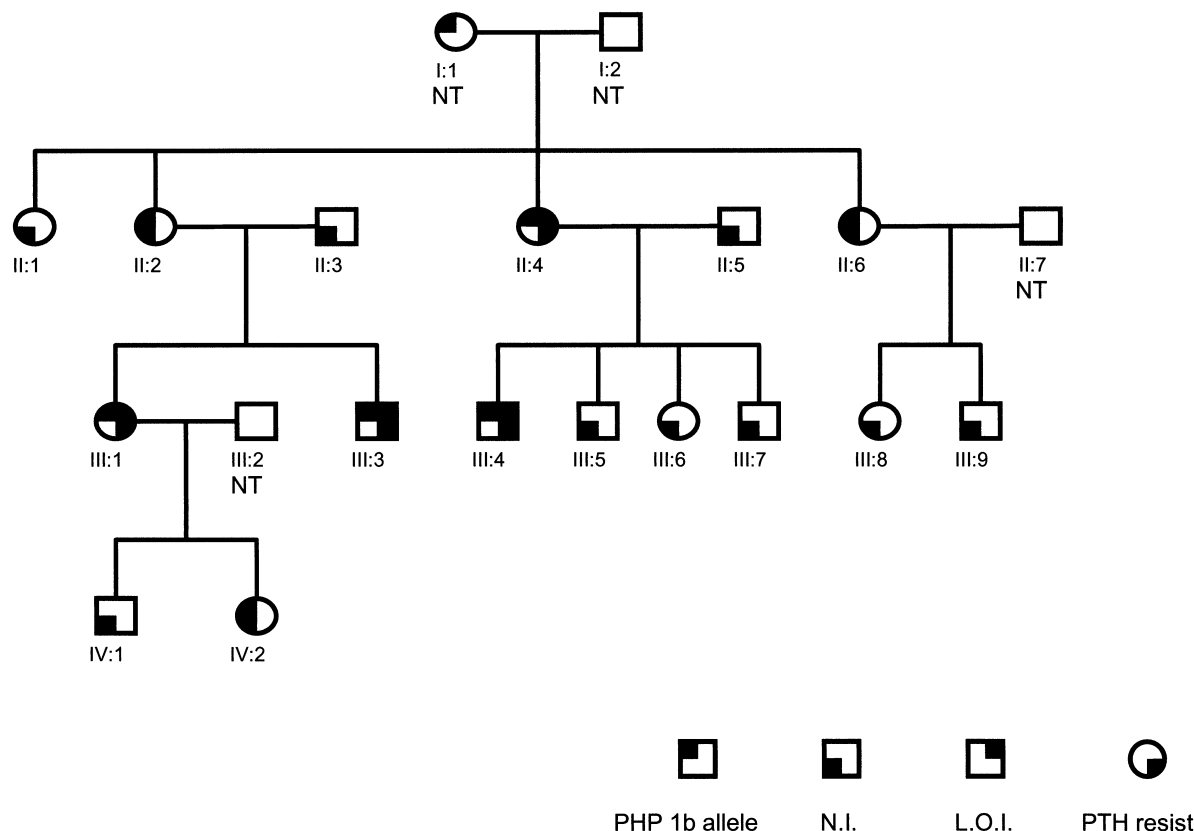 I:1 I:2
NT NT
II:1 II:2 II:3 II:4 II:5 II:6 II:7
NT
III:1 III:2 III:3 III:4 III:5 III:6 III:7 III:8 III:9
NT
IV:1 IV:2
PHP 1b allele N.I. L.O.I. PTH resist